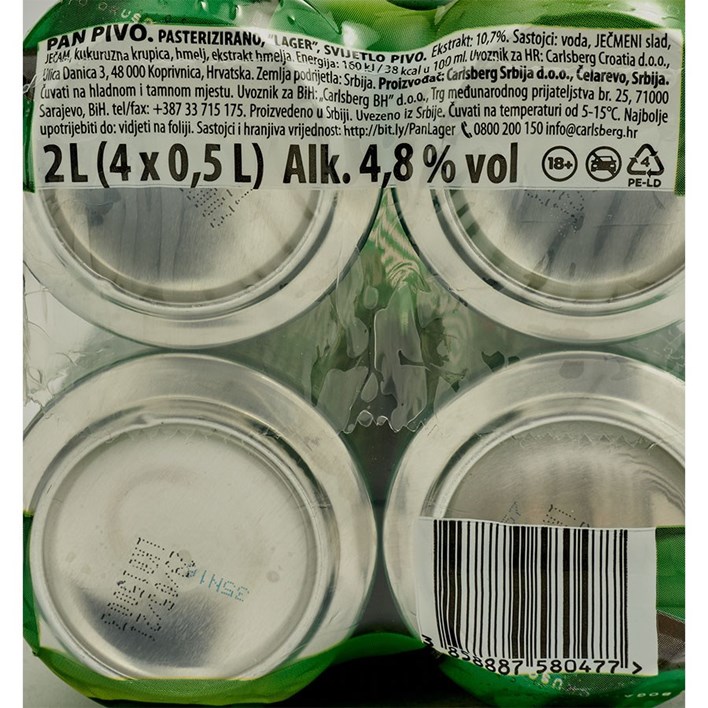 PAN PIVO. PASTERIZIRANO, "LAGER", SVIJETLO PIVO. Ekstrakt: 10,7%. Sastojci: voda, JEČMENI slad,
JEČAM, kukuruzna krupica, hmelj, ekstrakt hmelja. Energija: 160 kJ / 38 kcal u 100 ml. Uvoznik za HR: Carlsberg Croatia d.o.o.,
Ulica Danica 3, 48 000 Koprivnica, Hrvatska. Zemlja podrijetla: Srbija. Proizvođač: Carlsberg Srbija d.o.o., Čelarevo, Srbija.
Čuvati na hladnom i tamnom mjestu. Uvoznik za BiH: „Carlsberg BH" d.o.o., Trg međunarodnog prijateljstva br. 25, 71000
Sarajevo, BiH. tel/fax: +387 33 715 175. Proizvedeno u Srbiji. Uvezeno iz Srbije. Čuvati na temperaturi od 5-15°C. Najbolje
upotrijebiti do: vidjeti na foliji. Sastojci i hranjiva vrijednost: http://bit.ly/PanLager 0800 200 150 info@carlsberg.hr
2L (4 x 0,5 L) Alk. 4,8 % vol
18+
4
PE-LD
3 858887 580477 >